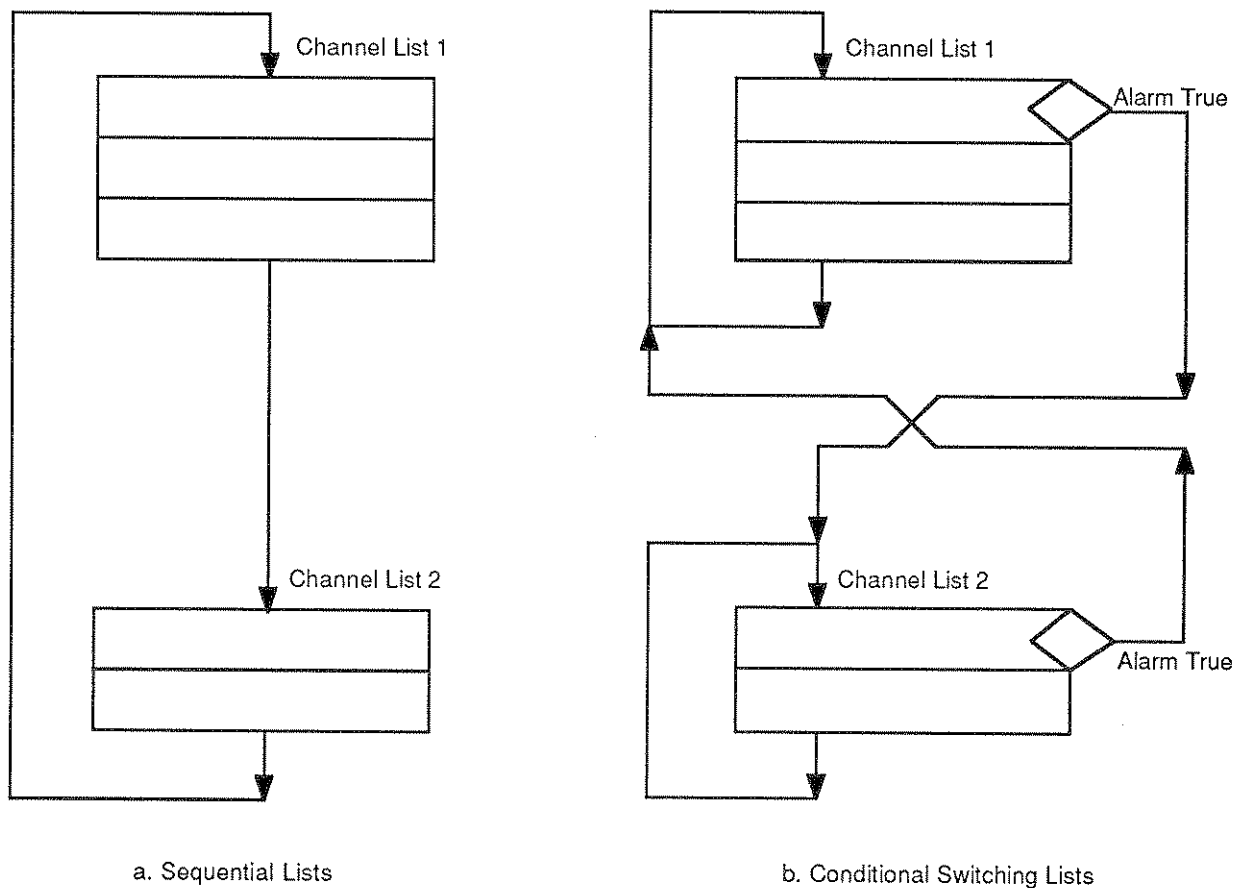 Channel List 1
Channel List 1
Alarm True
Channel List 2
Channel List 2
Alarm True
a. Sequential Lists
b. Conditional Switching Lists